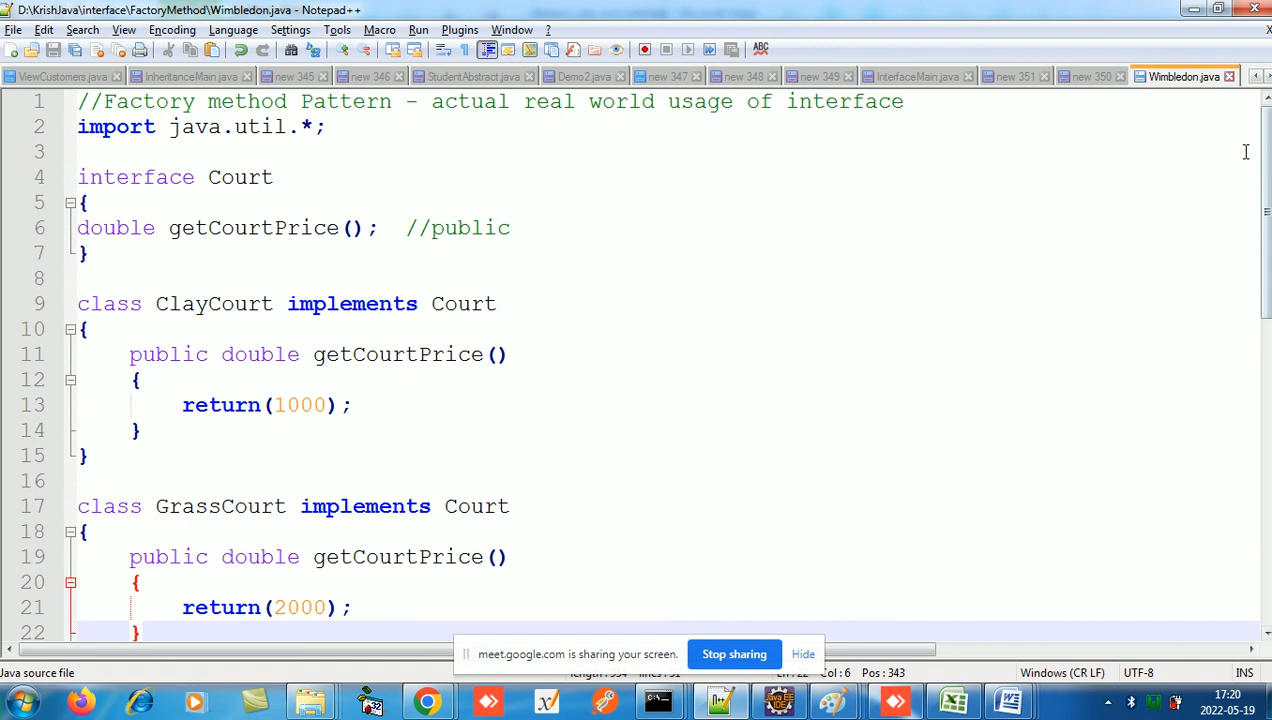 D:\KrishJava\interface\FactoryMethod\Wimbledon.java - Notepad++
File Edit Search View Encoding Language Settings Tools Macro Run Plugins Window ?
ViewCustomers.java InheritanceMain.java new 345 new 346 StudentAbstract.java Demo2.java new 347 new 348 new 349 InterfaceMain.java new 351 new 350 Wimbledon.java
1 //Factory method Pattern - actual real world usage of interface
2 import java.util.*;
3
4 interface Court
5 {
6 double getCourtPrice(); //public
7 }
8
9 class ClayCourt implements Court
10 {
11 public double getCourtPrice()
12 {
13 return(1000);
14 }
15 }
16
17 class GrassCourt implements Court
18 {
19 public double getCourtPrice()
20 {
21 return(2000);
22 }
meet.google.com is sharing your screen. Stop sharing Hide
Java source file Col : 6 Pos : 343 Windows (CR LF) UTF-8 INS
17:20
2022-05-19